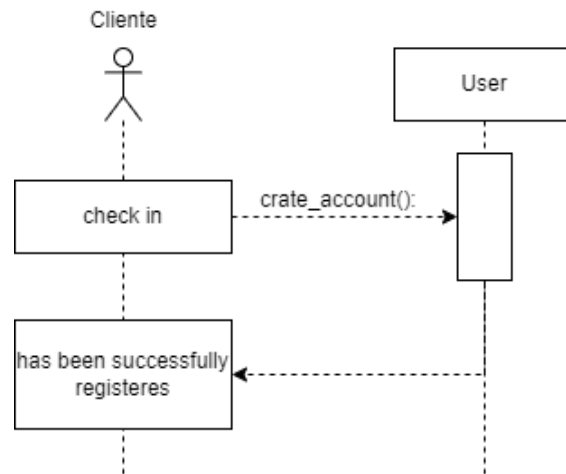 Cliente
User
check in
crate_account():
has been successfully
registeres